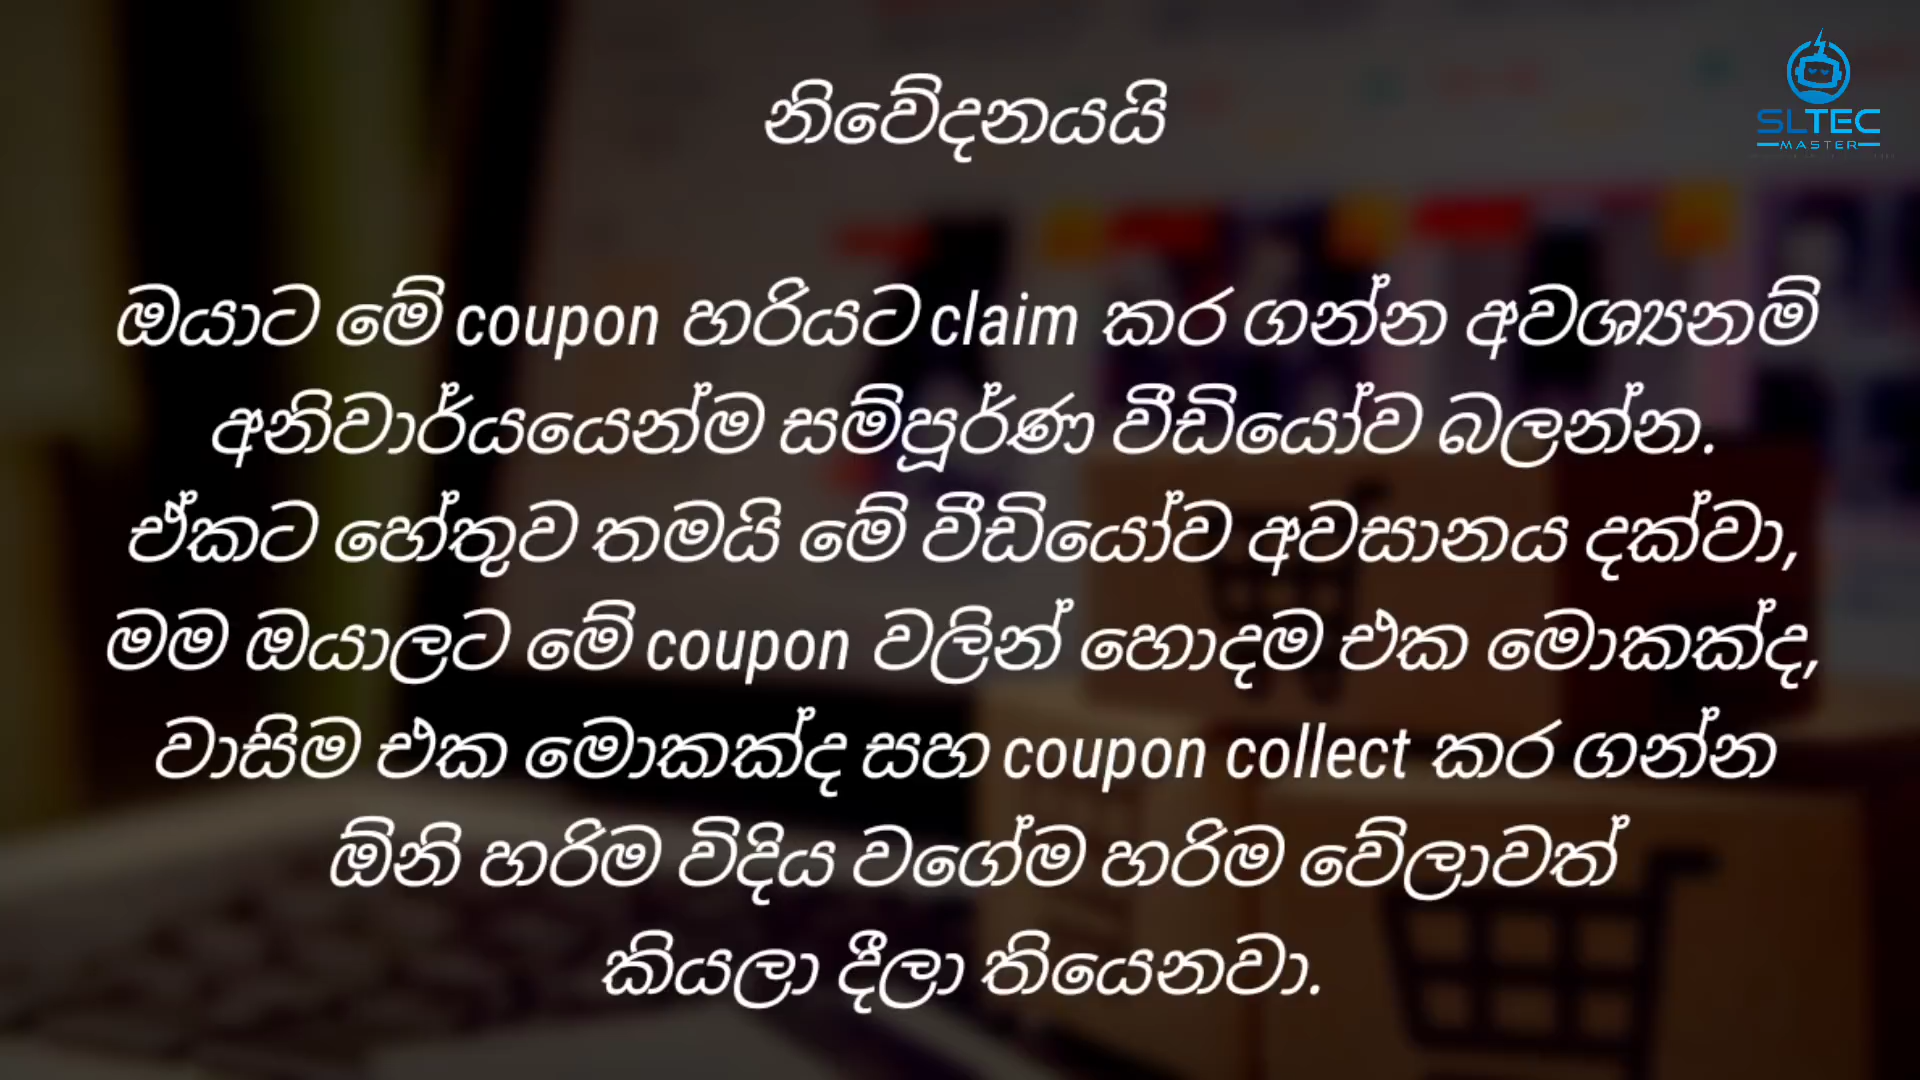 SLTEC
MASTER
නිවේදනයයි
ඔයාට මේ coupon හරියට claim කර ගන්න අවශ්‍යනම්
අනිවාර්යයෙන්ම සම්පූර්ණ වීඩියෝව බලන්න.
ඒකට හේතුව තමයි මේ වීඩියෝව අවසානය දක්වා,
මම ඔයාලට මේ coupon වලින් හොදම එක මොකක්ද,
වාසිම එක මොකක්ද සහ coupon collect කර ගන්න
ඕනි හරිම විදිය වගේම හරිම වේලාවත්
කියලා දීලා තියෙනවා.